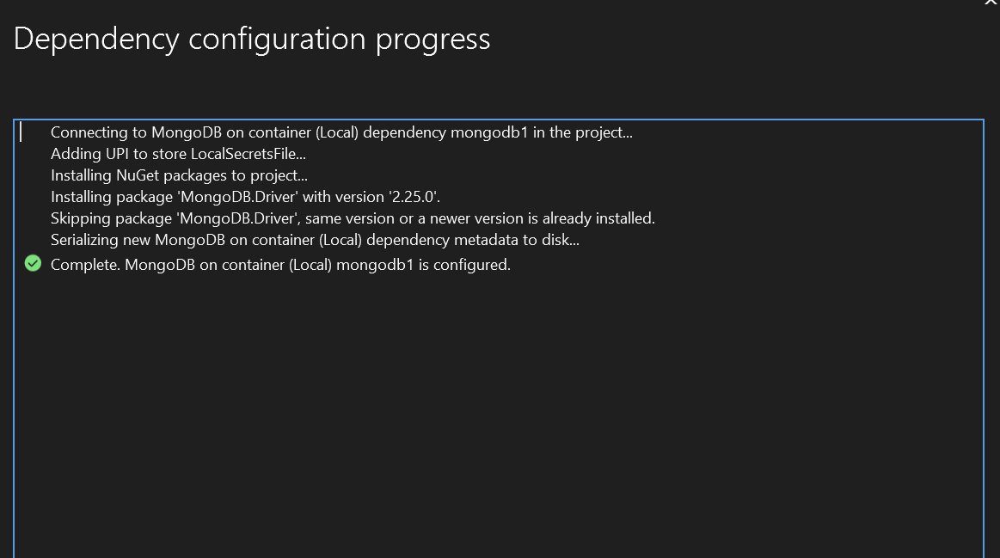 Dependency configuration progress
Connecting to MongoDB on container (Local) dependency mongodb1 in the project...
Adding UPI to store LocalSecretsFile...
Installing NuGet packages to project...
Installing package 'MongoDB.Driver' with version '2.25.0'.
Skipping package 'MongoDB.Driver', same version or a newer version is already installed.
Serializing new MongoDB on container (Local) dependency metadata to disk...
Complete. MongoDB on container (Local) mongodb1 is configured.